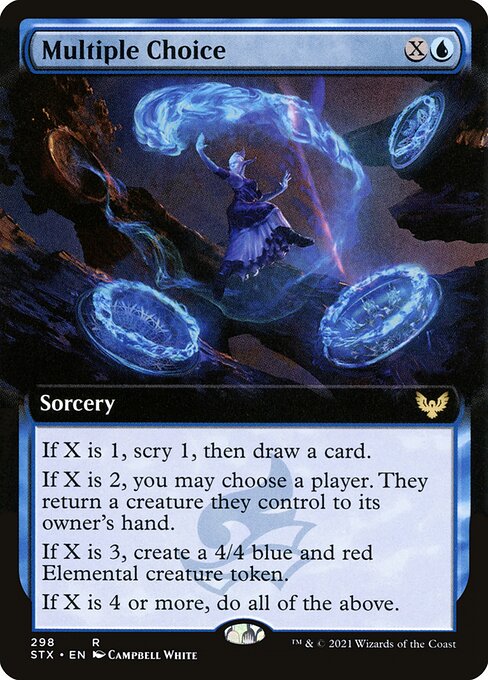 Multiple Choice X
Sorcery
If X is 1, scry 1, then draw a card.
If X is 2, you may choose a player. They
return a creature they control to its
owner's hand.
If X is 3, create a 4/4 blue and red
Elemental creature token.
If X is 4 or more, do all of the above.
298 R
STX • EN Campbell White
™ & © 2021 Wizards of the Coast